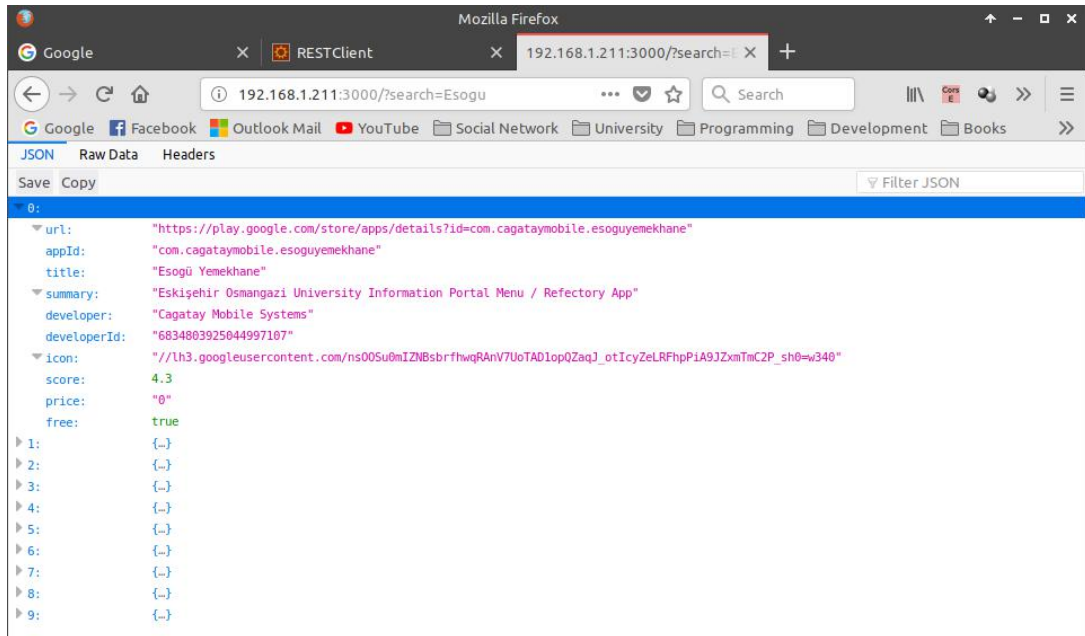 Mozilla Firefox
Google RESTClient 192.168.1.211:3000/?search=E
192.168.1.211:3000/?search=Esogu Search
Google Facebook Outlook Mail YouTube Social Network University Programming Development Books
JSON Raw Data Headers
Save Copy Filter JSON
0:
url: "https://play.google.com/store/apps/details?id=com.cagataymobile.esoguyemekhane"
appId: "com.cagataymobile.esoguyemekhane"
title: "Esogü Yemekhane"
summary: "Eskişehir Osmangazi University Information Portal Menu / Refectory App"
developer: "Cagatay Mobile Systems"
developerId: "6834803925044997107"
icon: "//lh3.googleusercontent.com/nsOOSu0mIZNBsbrfhwqRAnV7UoTAD1opQZaqJ_otIcyZeLRFhpPiA9JZxmTmC2P_sh0=w340"
score: 4.3
price: "0"
free: true
1: {…}
2: {…}
3: {…}
4: {…}
5: {…}
6: {…}
7: {…}
8: {…}
9: {…}